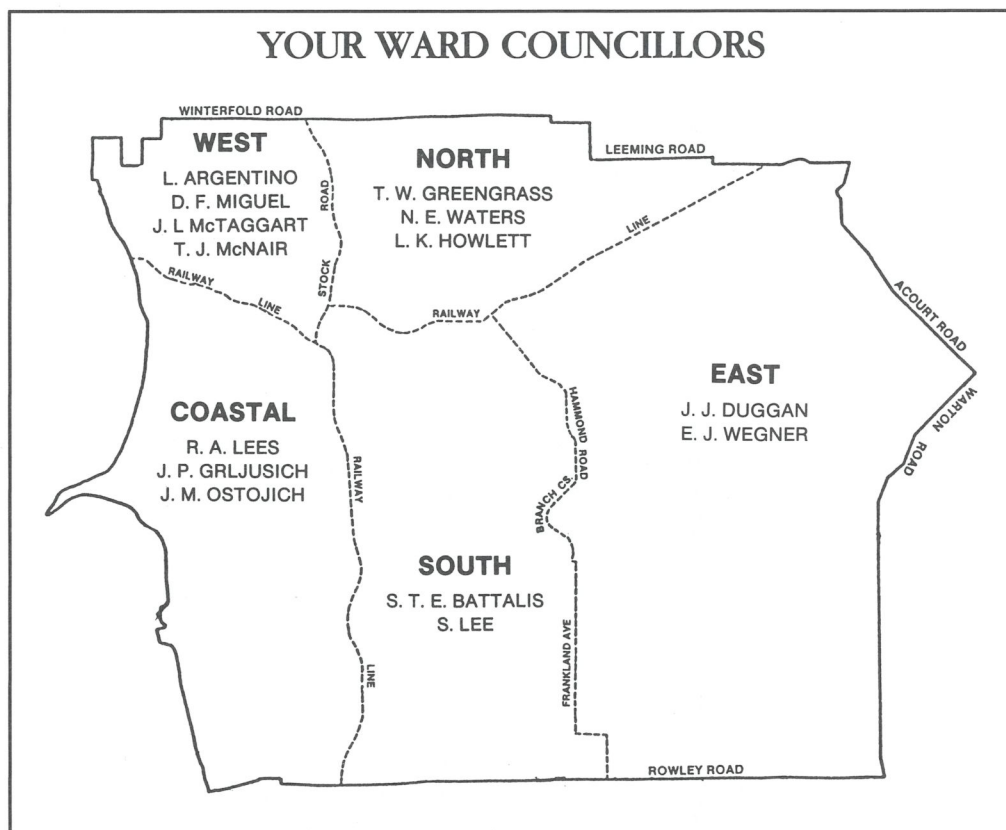 YOUR WARD COUNCILLORS
WINTERFOLD ROAD
LEEMING ROAD
WEST
L. ARGENTINO
D. F. MIGUEL
J. L McTAGGART
T. J. McNAIR
STOCK ROAD
NORTH
T. W. GREENGRASS
N. E. WATERS
L. K. HOWLETT
RAILWAY LINE
RAILWAY LINE
ACOURT ROAD
WARTON ROAD
COASTAL
R. A. LEES
J. P. GRLJUSICH
J. M. OSTOJICH
RAILWAY LINE
EAST
J. J. DUGGAN
E. J. WEGNER
HAMMOND ROAD
BRANCH CS.
SOUTH
S. T. E. BATTALIS
S. LEE
FRANKLAND AVE
ROWLEY ROAD